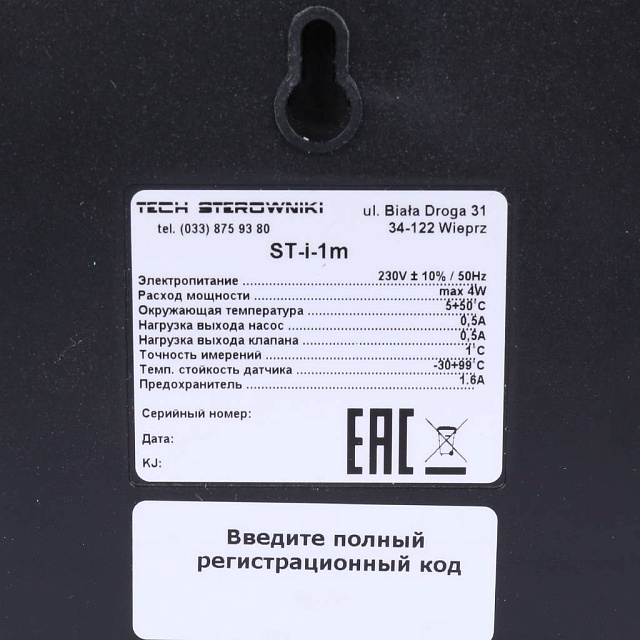 TECH STEROWNIKI
ul. Biała Droga 31
tel. (033) 875 93 80
34-122 Wieprz
ST-i-1m
Электропитание ........ 230V ± 10% / 50Hz
Расход мощности ........ max 4W
Окружающая температура ........ 5÷50°C
Нагрузка выхода насос ........ 0,5A
Нагрузка выхода клапана ........ 0,5A
Точность имерений ........ 1°C
Темп. стойкость датчика ........ -30÷99°C
Предохранитель ........ 1.6A
Серийный номер:
Дата:
KJ:
EAC
Введите полный
регистрационный код